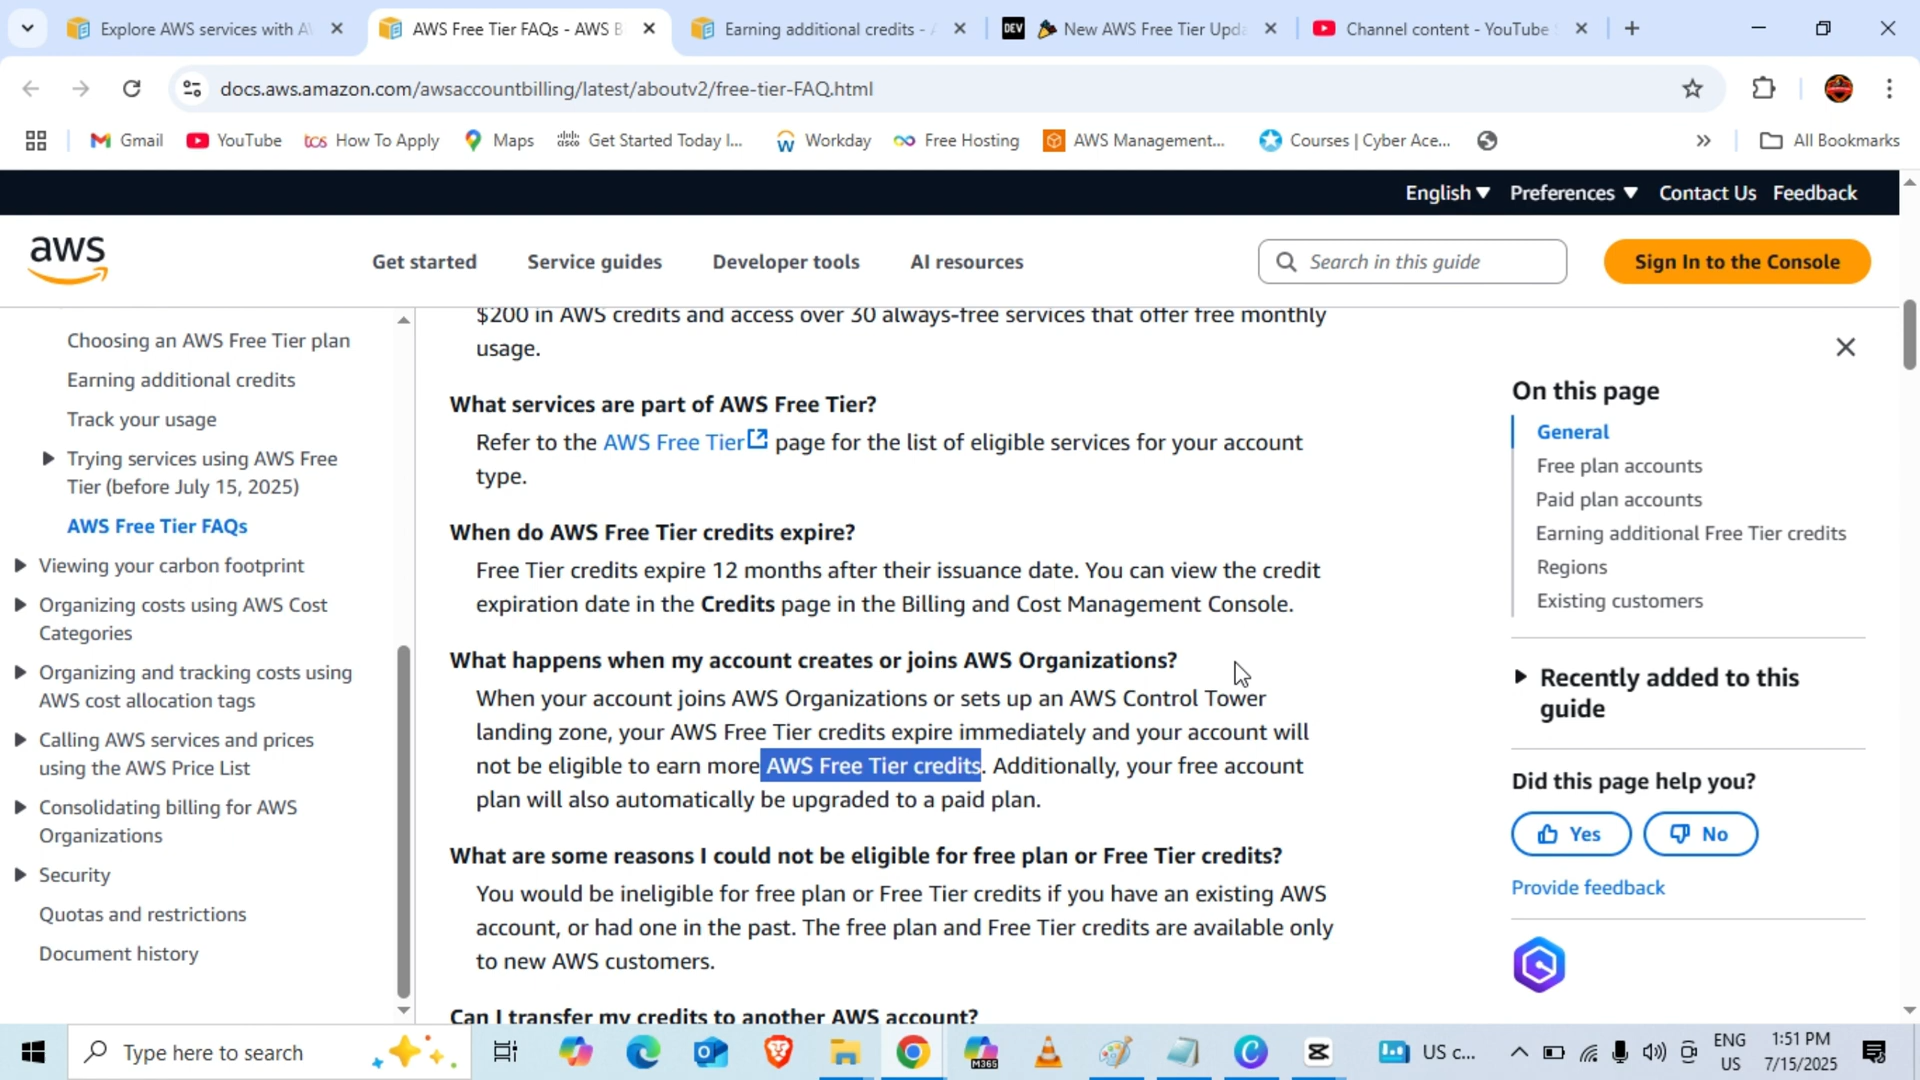 Explore AWS services with AW
AWS Free Tier FAQs - AWS B
Earning additional credits - A
DEV
New AWS Free Tier Upda
Channel content - YouTube
docs.aws.amazon.com/awsaccountbilling/latest/aboutv2/free-tier-FAQ.html
Gmail
YouTube
tcs How To Apply
Maps
Get Started Today I...
Workday
Free Hosting
AWS Management...
Courses | Cyber Ace...
All Bookmarks
English
Preferences
Contact Us
Feedback
aws
Get started
Service guides
Developer tools
AI resources
Search in this guide
Sign In to the Console
Choosing an AWS Free Tier plan
Earning additional credits
Track your usage
Trying services using AWS Free
Tier (before July 15, 2025)
AWS Free Tier FAQs
Viewing your carbon footprint
Organizing costs using AWS Cost
Categories
Organizing and tracking costs using
AWS cost allocation tags
Calling AWS services and prices
using the AWS Price List
Consolidating billing for AWS
Organizations
Security
Quotas and restrictions
Document history
$200 in AWS credits and access over 30 always-free services that offer free monthly
usage.
What services are part of AWS Free Tier?
Refer to the AWS Free Tier page for the list of eligible services for your account
type.
When do AWS Free Tier credits expire?
Free Tier credits expire 12 months after their issuance date. You can view the credit
expiration date in the Credits page in the Billing and Cost Management Console.
What happens when my account creates or joins AWS Organizations?
When your account joins AWS Organizations or sets up an AWS Control Tower
landing zone, your AWS Free Tier credits expire immediately and your account will
not be eligible to earn more AWS Free Tier credits. Additionally, your free account
plan will also automatically be upgraded to a paid plan.
What are some reasons I could not be eligible for free plan or Free Tier credits?
You would be ineligible for free plan or Free Tier credits if you have an existing AWS
account, or had one in the past. The free plan and Free Tier credits are available only
to new AWS customers.
Can I transfer my credits to another AWS account?
On this page
General
Free plan accounts
Paid plan accounts
Earning additional Free Tier credits
Regions
Existing customers
Recently added to this
guide
Did this page help you?
Yes
No
Provide feedback
Type here to search
M365
US c...
ENG
US
1:51 PM
7/15/2025